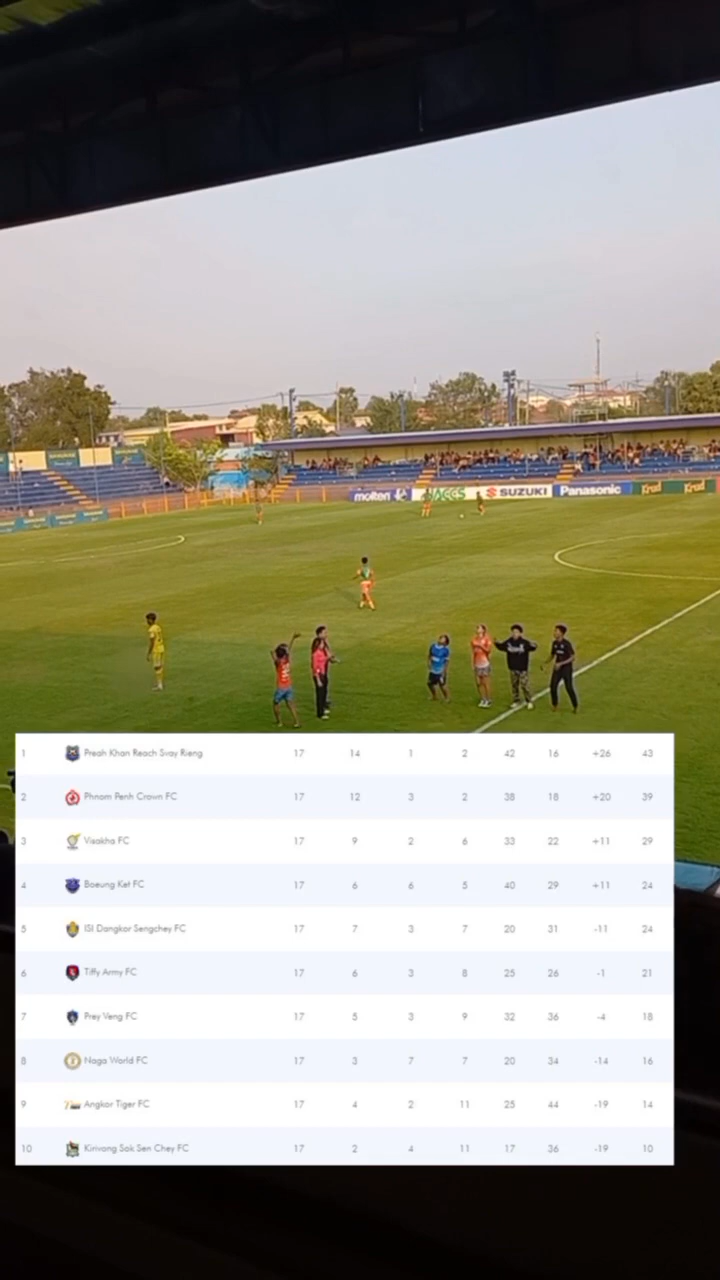 molten ACCS SUZUKI Panasonic Krud Krud
1 Preah Khan Reach Svay Rieng 17 14 1 2 42 16 +26 43
2 Phnom Penh Crown FC 17 12 3 2 38 18 +20 39
3 Visakha FC 17 9 2 6 33 22 +11 29
4 Boeung Ket FC 17 6 6 5 40 29 +11 24
5 ISI Dangkor Sengchey FC 17 7 3 7 20 31 -11 24
6 Tiffy Army FC 17 6 3 8 25 26 -1 21
7 Prey Veng FC 17 5 3 9 32 36 -4 18
8 Naga World FC 17 3 7 7 20 34 -14 16
9 Angkor Tiger FC 17 4 2 11 25 44 -19 14
10 Kirivong Sok Sen Chey FC 17 2 4 11 17 36 -19 10